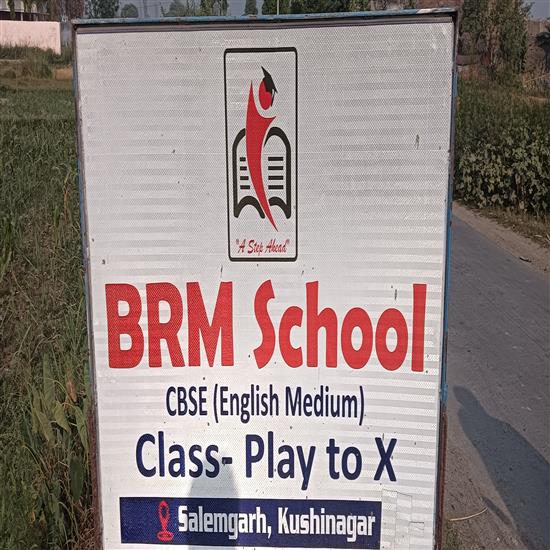 "A Step Ahead"
BRM School
CBSE (English Medium)
Class- Play to X
Salemgarh, Kushinagar